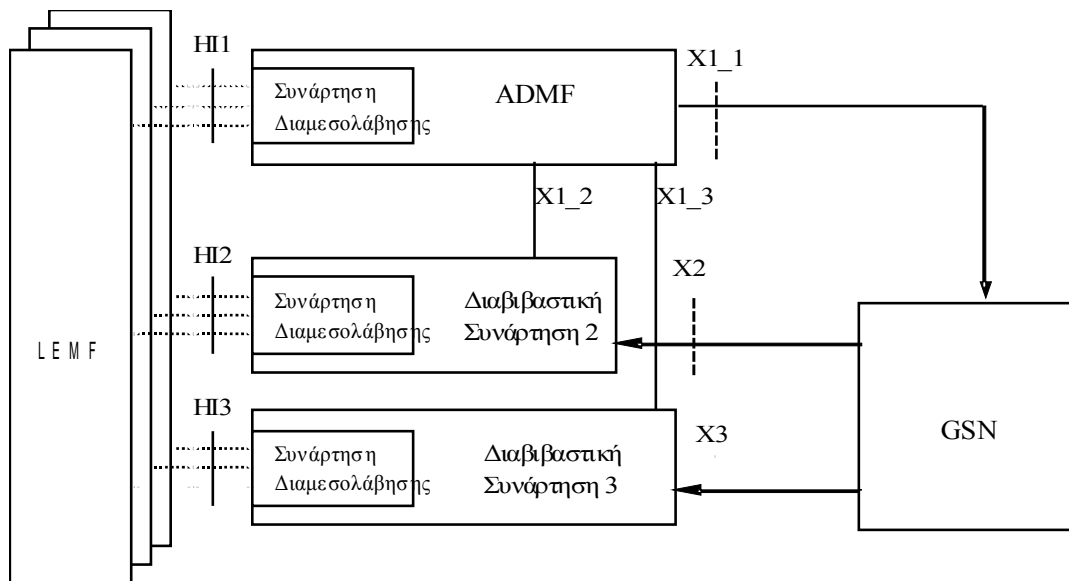 HI1
Συνάρτηση
Διαμεσολάβησης
ADMF
X1_1
X1_2
X1_3
HI2
Συνάρτηση
Διαμεσολάβησης
Διαβιβαστική
Συνάρτηση 2
X2
LEMF
HI3
Συνάρτηση
Διαμεσολάβησης
Διαβιβαστική
Συνάρτηση 3
X3
GSN